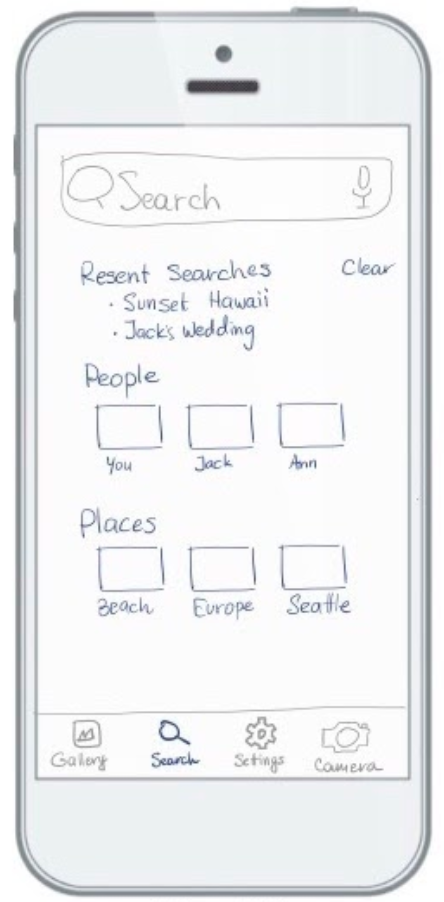 Search
Resent Searches Clear
· Sunset Hawaii
· Jack's Wedding
People
You Jack Ann
Places
Beach Europe Seattle
Gallery Search Settings Camera